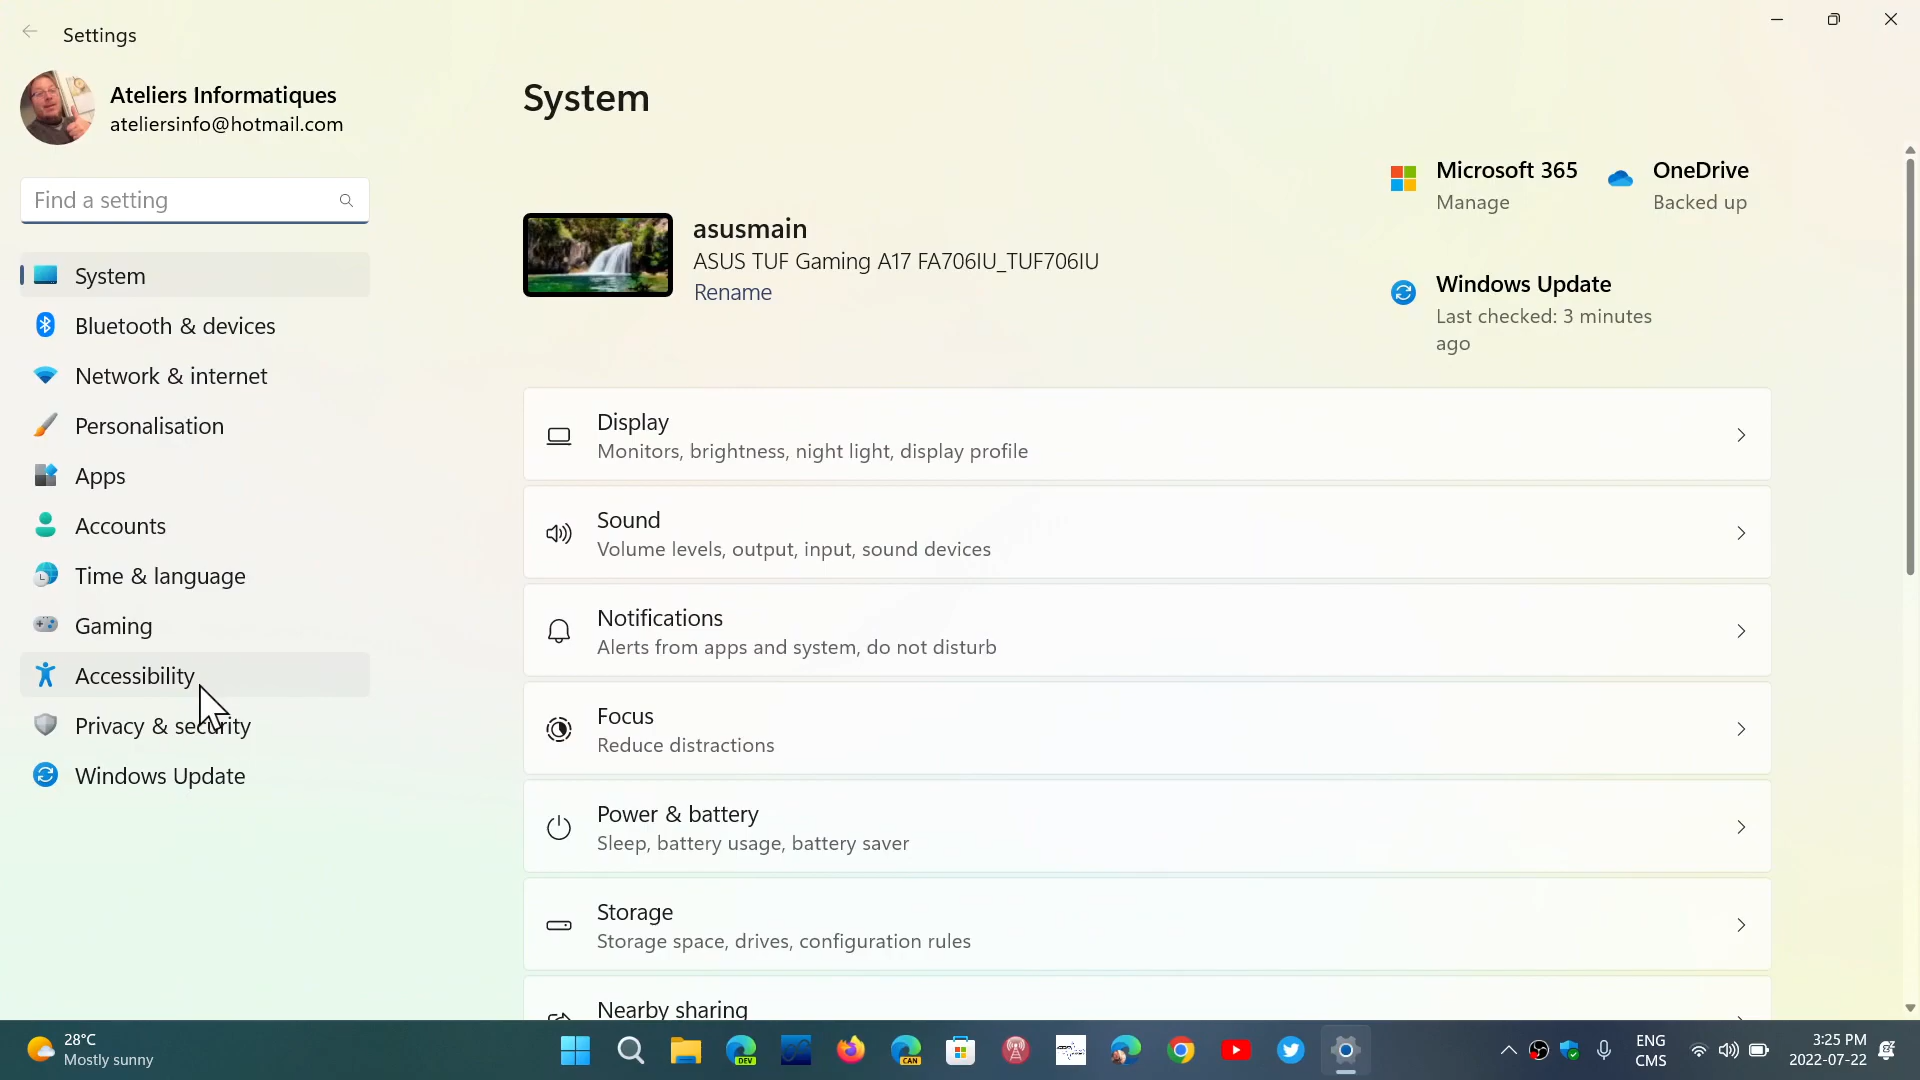 Settings
Ateliers Informatiques
ateliersinfo@hotmail.com
Find a setting
System
Bluetooth & devices
Network & internet
Personalisation
Apps
Accounts
Time & language
Gaming
Accessibility
Privacy & security
Windows Update
System
asusmain
ASUS TUF Gaming A17 FA706IU_TUF706IU
Rename
Microsoft 365
Manage
OneDrive
Backed up
Windows Update
Last checked: 3 minutes
ago
Display
Monitors, brightness, night light, display profile
Sound
Volume levels, output, input, sound devices
Notifications
Alerts from apps and system, do not disturb
Focus
Reduce distractions
Power & battery
Sleep, battery usage, battery saver
Storage
Storage space, drives, configuration rules
Nearby sharing
28°C
Mostly sunny
DEV
CAN
ENG
CMS
3:25 PM
2022-07-22